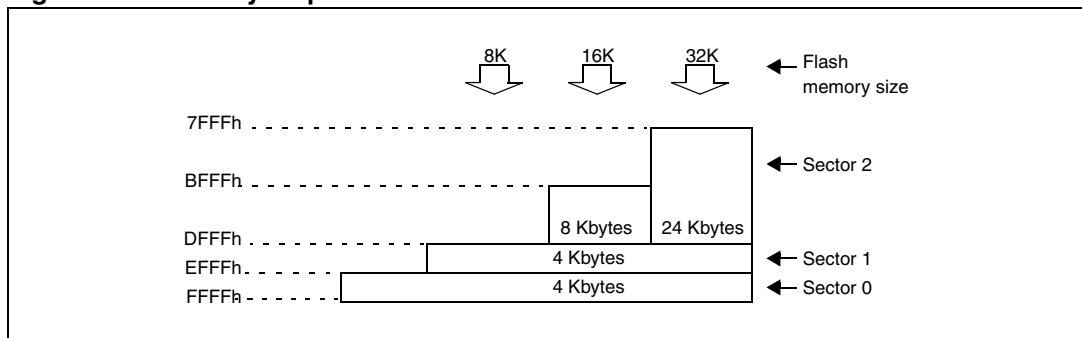 8K 16K 32K Flash
memory size
7FFFh
Sector 2
BFFFh
8 Kbytes 24 Kbytes
DFFFh
4 Kbytes Sector 1
EFFFh
4 Kbytes Sector 0
FFFFh